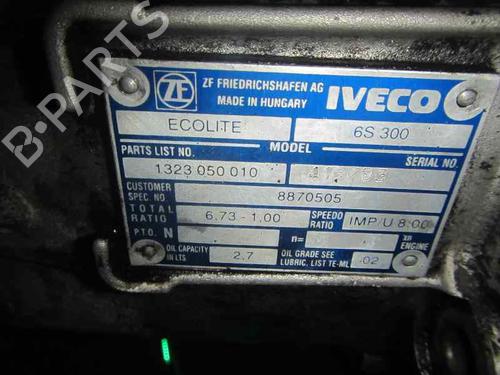 ZF
ZF FRIEDRICHSHAFEN AG
MADE IN HUNGARY
IVECO
ECOLITE
6S 300
PARTS LIST NO.
MODEL
SERIAL NO.
1323 050 010
CUSTOMER SPEC. NO
8870505
TOTAL RATIO
6,73 - 1,00
SPEEDO RATIO
IMP/U 8.00
P.T.O. N
n=
ENGINE
OIL CAPACITY IN LTS
2,7
OIL GRADE SEE LUBRIC. LIST TE-ML
02
B-PARTS